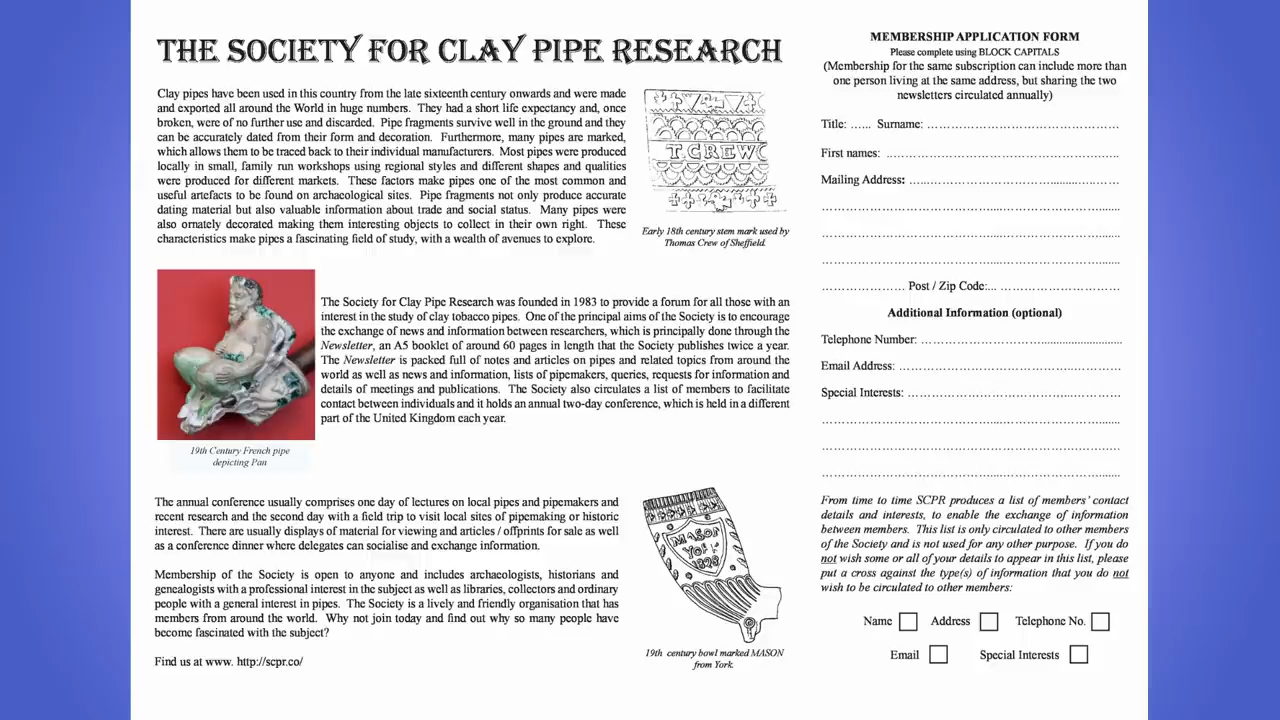 THE SOCIETY FOR CLAY PIPE RESEARCH
Clay pipes have been used in this country from the late sixteenth century onwards and were made
and exported all around the World in huge numbers. They had a short life expectancy and, once
broken, were of no further use and discarded. Pipe fragments survive well in the ground and they
can be accurately dated from their form and decoration. Furthermore, many pipes are marked,
which allows them to be traced back to their individual manufacturers. Most pipes were produced
locally in small, family run workshops using regional styles and different shapes and qualities
were produced for different markets. These factors make pipes one of the most common and
useful artefacts to be found on archaeological sites. Pipe fragments not only produce accurate
dating material but also valuable information about trade and social status. Many pipes were
also ornately decorated making them interesting objects to collect in their own right. These
characteristics make pipes a fascinating field of study, with a wealth of avenues to explore.
T.CREW
Early 18th century stem mark used by
Thomas Crew of Sheffield.
The Society for Clay Pipe Research was founded in 1983 to provide a forum for all those with an
interest in the study of clay tobacco pipes. One of the principal aims of the Society is to encourage
the exchange of news and information between researchers, which is principally done through the
Newsletter, an A5 booklet of around 60 pages in length that the Society publishes twice a year.
The Newsletter is packed full of notes and articles on pipes and related topics from around the
world as well as news and information, lists of pipemakers, queries, requests for information and
details of meetings and publications. The Society also circulates a list of members to facilitate
contact between individuals and it holds an annual two-day conference, which is held in a different
part of the United Kingdom each year.
19th Century French pipe
depicting Pan
The annual conference usually comprises one day of lectures on local pipes and pipemakers and
recent research and the second day with a field trip to visit local sites of pipemaking or historic
interest. There are usually displays of material for viewing and articles / offprints for sale as well
as a conference dinner where delegates can socialise and exchange information.
Membership of the Society is open to anyone and includes archaeologists, historians and
genealogists with a professional interest in the subject as well as libraries, collectors and ordinary
people with a general interest in pipes. The Society is a lively and friendly organisation that has
members from around the world. Why not join today and find out why so many people have
become fascinated with the subject?
Find us at www. http://scpr.co/
MASON
YORK
1828
19th century bowl marked MASON
from York.
MEMBERSHIP APPLICATION FORM
Please complete using BLOCK CAPITALS
(Membership for the same subscription can include more than
one person living at the same address, but sharing the two
newsletters circulated annually)
Title: ...... Surname: ..............................
First names: ..............................
Mailing Address: ..............................
..............................
..............................
..............................
.................... Post / Zip Code:..............................
Additional Information (optional)
Telephone Number: ..............................
Email Address: ..............................
Special Interests: ..............................
..............................
..............................
..............................
From time to time SCPR produces a list of members' contact
details and interests, to enable the exchange of information
between members. This list is only circulated to other members
of the Society and is not used for any other purpose. If you do
not wish some or all of your details to appear in this list, please
put a cross against the type(s) of information that you do not
wish to be circulated to other members:
Name Address Telephone No.
Email Special Interests